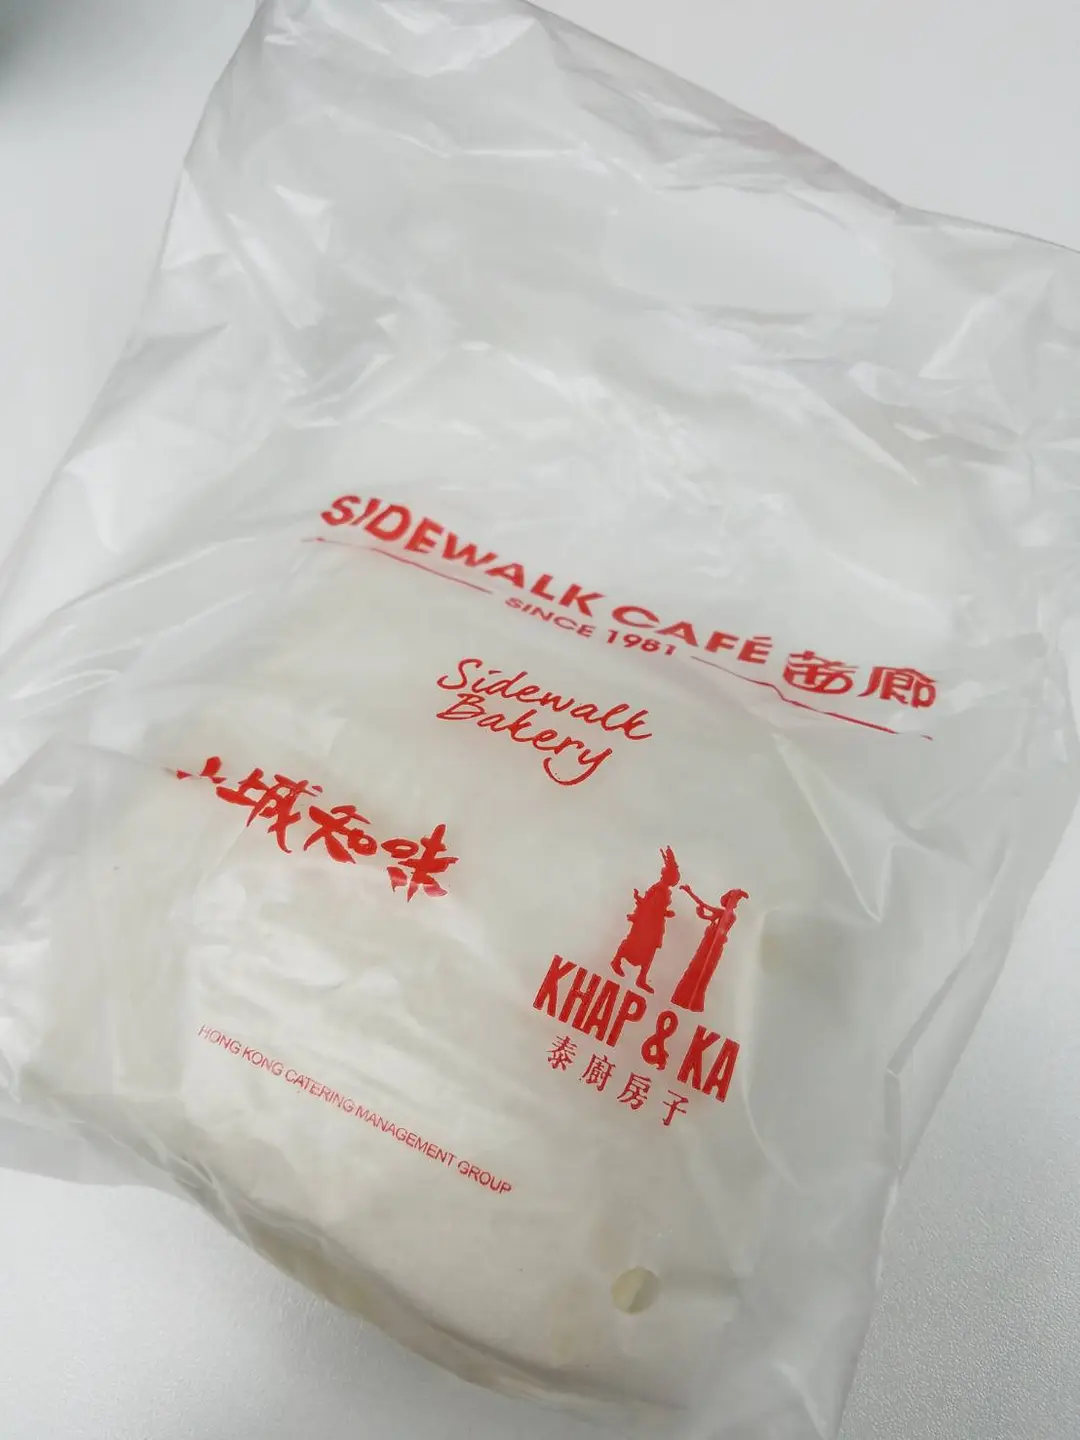 SIDEWALK CAFÉ 茜廊
SINCE 1981
Sidewalk
Bakery
小城知味
KHAP & KA
泰廚房子
HONG KONG CATERING MANAGEMENT GROUP